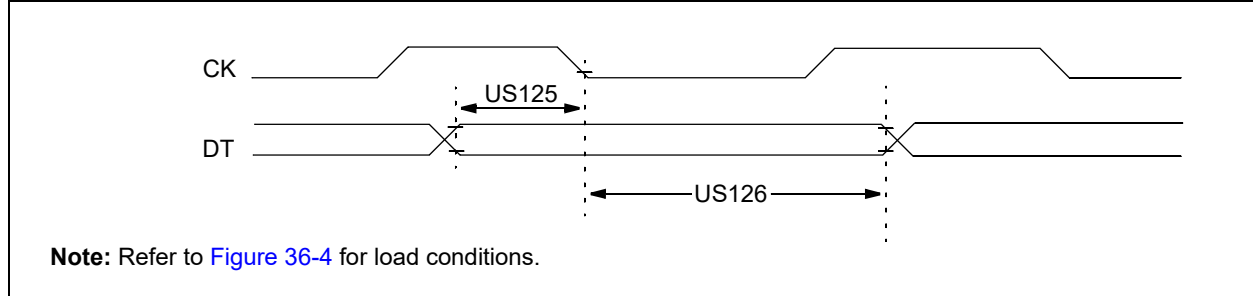 CK
US125
DT
US126
Note: Refer to Figure 36-4 for load conditions.